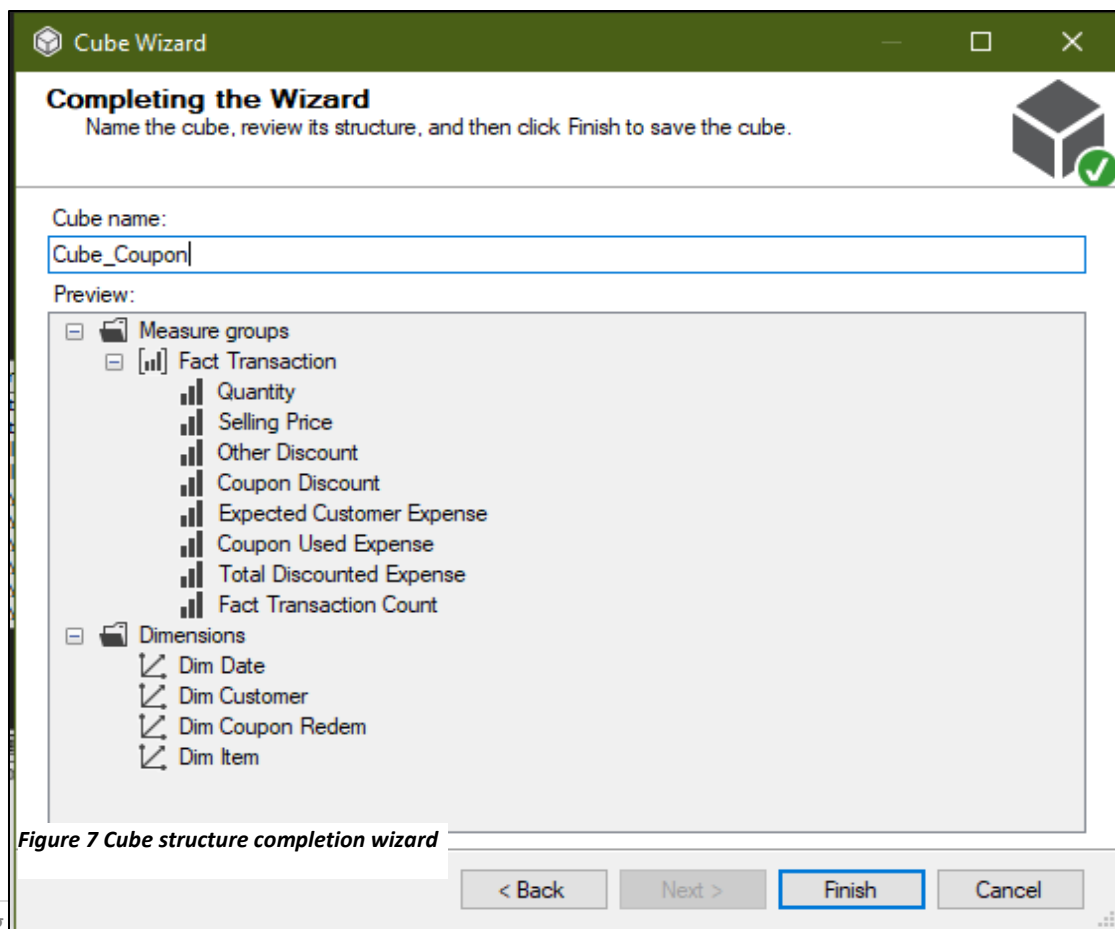 Cube Wizard
Completing the Wizard
Name the cube, review its structure, and then click Finish to save the cube.
Cube name:
Cube_Coupon
Preview:
Measure groups
Fact Transaction
Quantity
Selling Price
Other Discount
Coupon Discount
Expected Customer Expense
Coupon Used Expense
Total Discounted Expense
Fact Transaction Count
Dimensions
Dim Date
Dim Customer
Dim Coupon Redem
Dim Item
Figure 7 Cube structure completion wizard
< Back Next > Finish Cancel